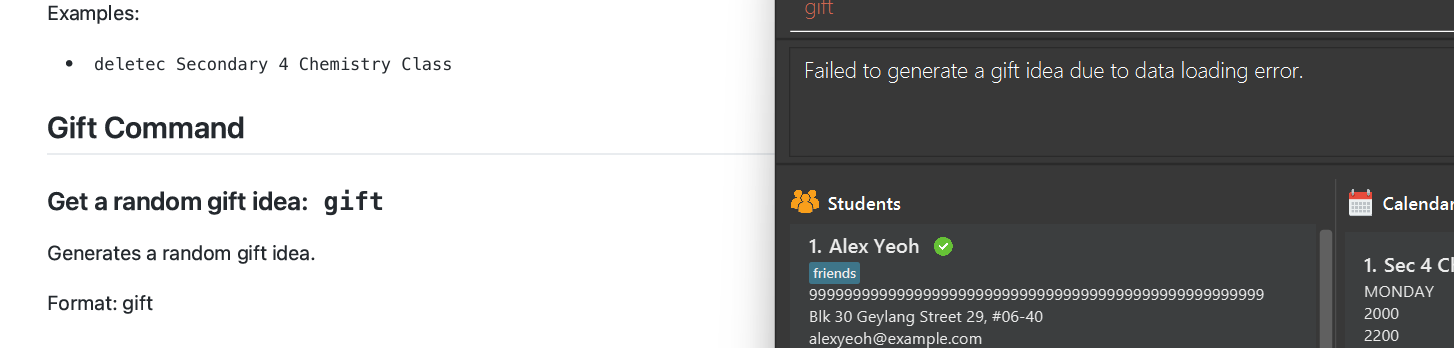 Examples:
deletec Secondary 4 Chemistry Class
Gift Command
Get a random gift idea: gift
Generates a random gift idea.
Format: gift
gift
Failed to generate a gift idea due to data loading error.
Students
1. Alex Yeoh
friends
9999999999999999999999999999999999999999999999999999
Blk 30 Geylang Street 29, #06-40
alexyeoh@example.com
Calendar
1. Sec 4 Cl
MONDAY
2000
2200